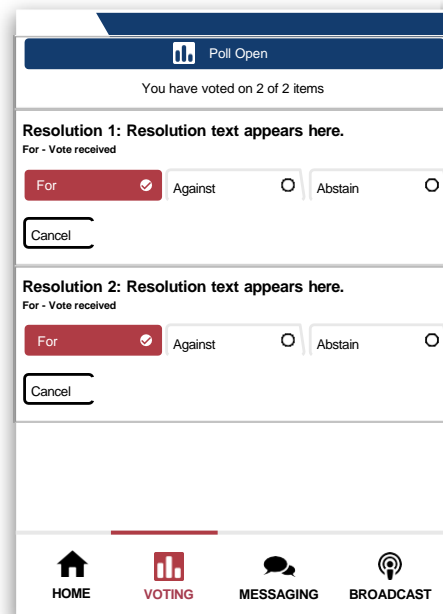 Poll Open
You have voted on 2 of 2 items
Resolution 1: Resolution text appears here.
For - Vote received
For Against Abstain
Cancel
Resolution 2: Resolution text appears here.
For - Vote received
For Against Abstain
Cancel
HOME VOTING MESSAGING BROADCAST